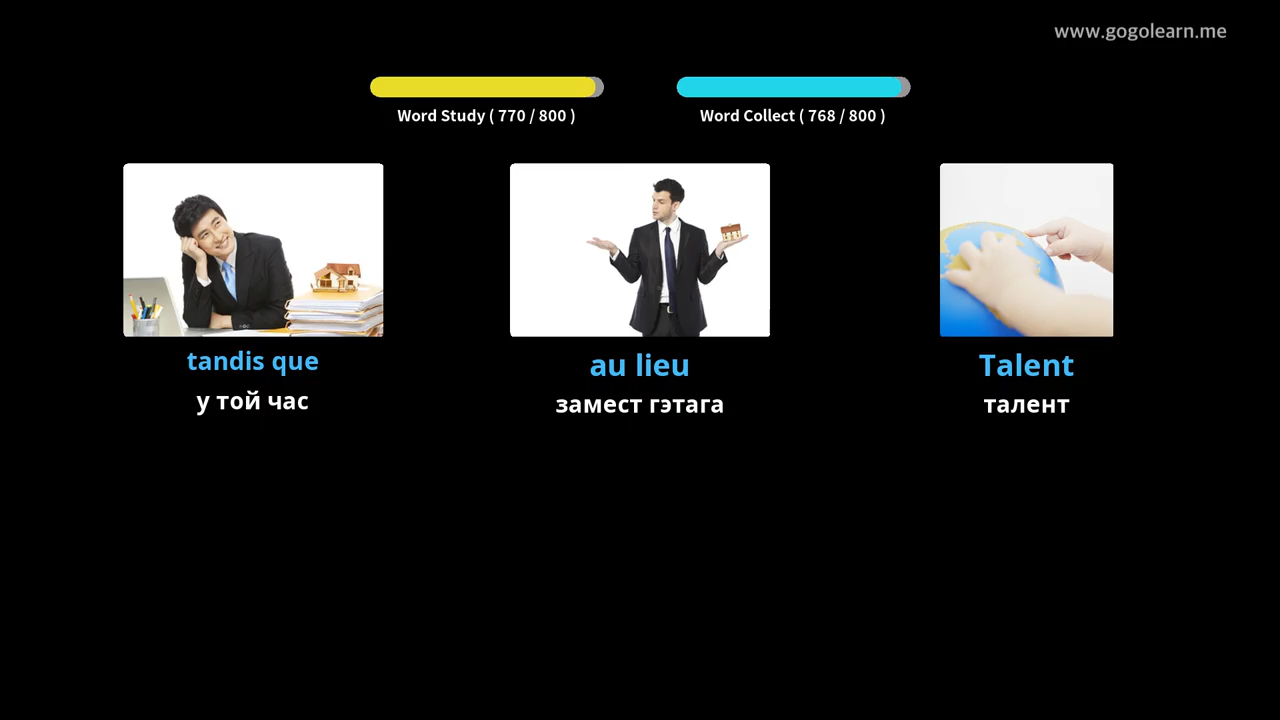 www.gogolearn.me
Word Study ( 770 / 800 )
Word Collect ( 768 / 800 )
tandis que
у той час
au lieu
замест гэтага
Talent
талент